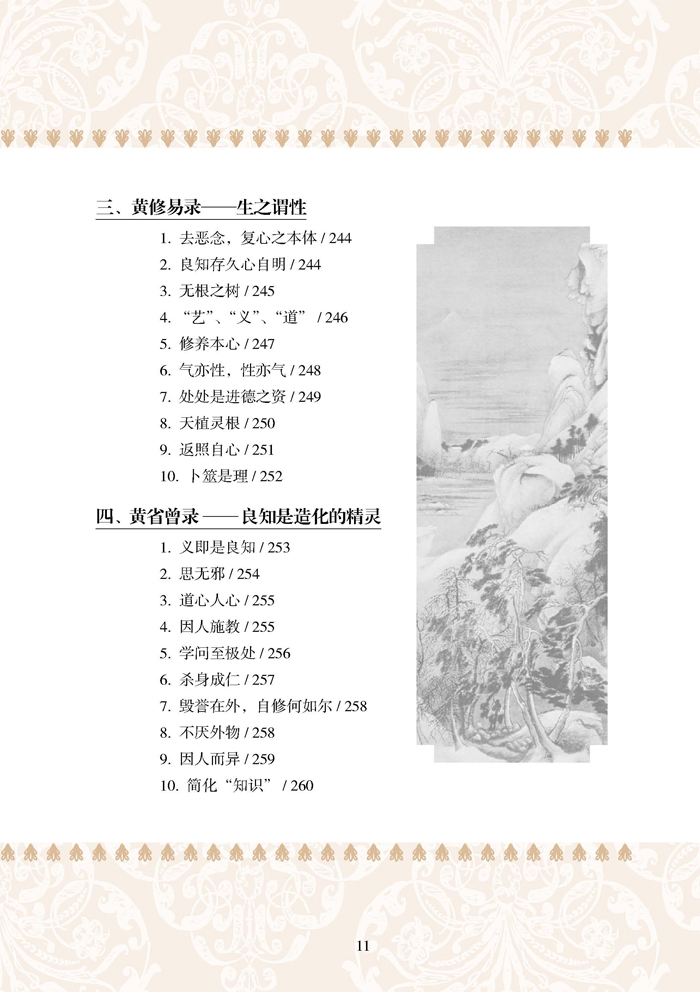 三、黄修易录——生之谓性
1. 去恶念，复心之本体 / 244
2. 良知存久心自明 / 244
3. 无根之树 / 245
4. “艺”、“义”、“道” / 246
5. 修养本心 / 247
6. 气亦性，性亦气 / 248
7. 处处是进德之资 / 249
8. 天植灵根 / 250
9. 返照自心 / 251
10. 卜筮是理 / 252
四、黄省曾录——良知是造化的精灵
1. 义即是良知 / 253
2. 思无邪 / 254
3. 道心人心 / 255
4. 因人施教 / 255
5. 学问至极处 / 256
6. 杀身成仁 / 257
7. 毁誉在外，自修何如尔 / 258
8. 不厌外物 / 258
9. 因人而异 / 259
10. 简化“知识” / 260
11